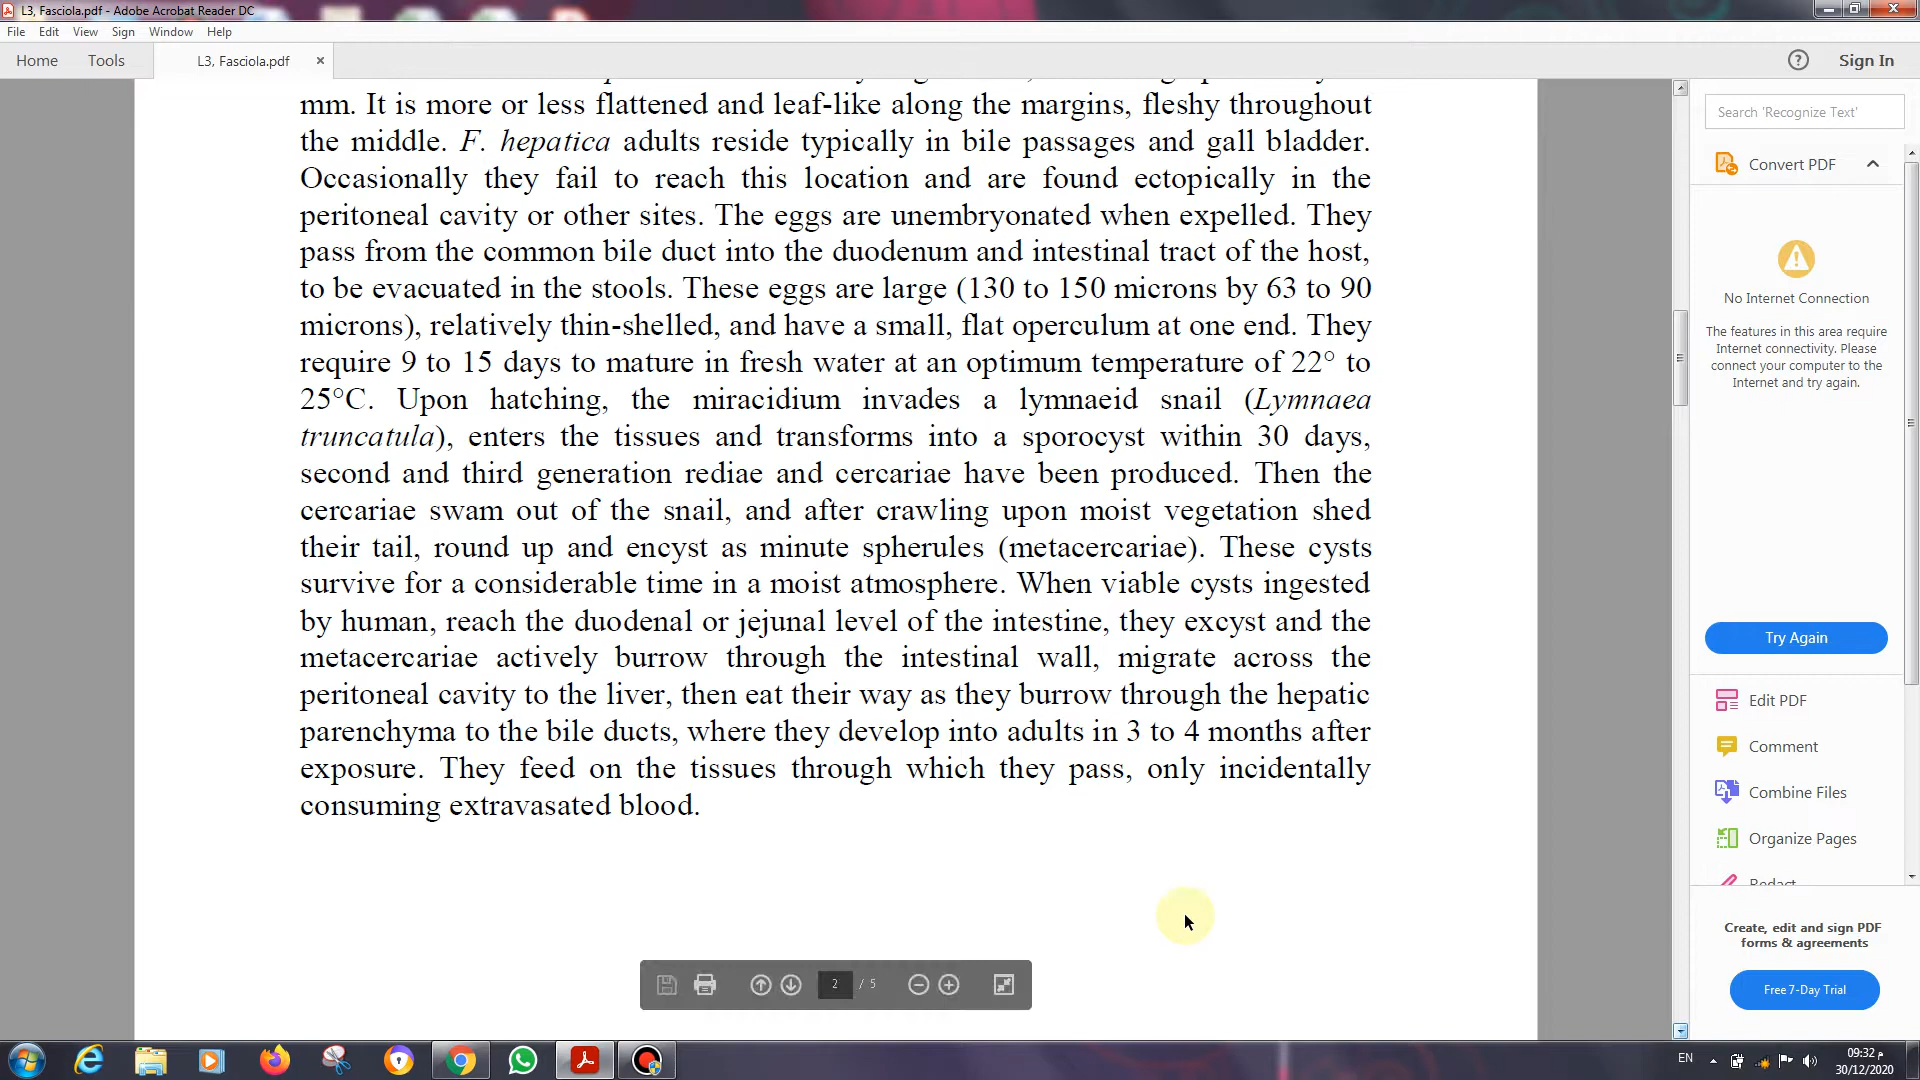 L3, Fasciola.pdf - Adobe Acrobat Reader DC
File Edit View Sign Window Help
Home Tools L3, Fasciola.pdf × ? Sign In
mm. It is more or less flattened and leaf-like along the margins, fleshy throughout
the middle. F. hepatica adults reside typically in bile passages and gall bladder.
Occasionally they fail to reach this location and are found ectopically in the
peritoneal cavity or other sites. The eggs are unembryonated when expelled. They
pass from the common bile duct into the duodenum and intestinal tract of the host,
to be evacuated in the stools. These eggs are large (130 to 150 microns by 63 to 90
microns), relatively thin-shelled, and have a small, flat operculum at one end. They
require 9 to 15 days to mature in fresh water at an optimum temperature of 22° to
25°C. Upon hatching, the miracidium invades a lymnaeid snail (Lymnaea
truncatula), enters the tissues and transforms into a sporocyst within 30 days,
second and third generation rediae and cercariae have been produced. Then the
cercariae swam out of the snail, and after crawling upon moist vegetation shed
their tail, round up and encyst as minute spherules (metacercariae). These cysts
survive for a considerable time in a moist atmosphere. When viable cysts ingested
by human, reach the duodenal or jejunal level of the intestine, they excyst and the
metacercariae actively burrow through the intestinal wall, migrate across the
peritoneal cavity to the liver, then eat their way as they burrow through the hepatic
parenchyma to the bile ducts, where they develop into adults in 3 to 4 months after
exposure. They feed on the tissues through which they pass, only incidentally
consuming extravasated blood.
2 / 5
Search 'Recognize Text'
Convert PDF
No Internet Connection
The features in this area require
Internet connectivity. Please
connect your computer to the
Internet and try again.
Try Again
Edit PDF
Comment
Combine Files
Organize Pages
Redact
Create, edit and sign PDF
forms & agreements
Free 7-Day Trial
EN
09:32 م
30/12/2020